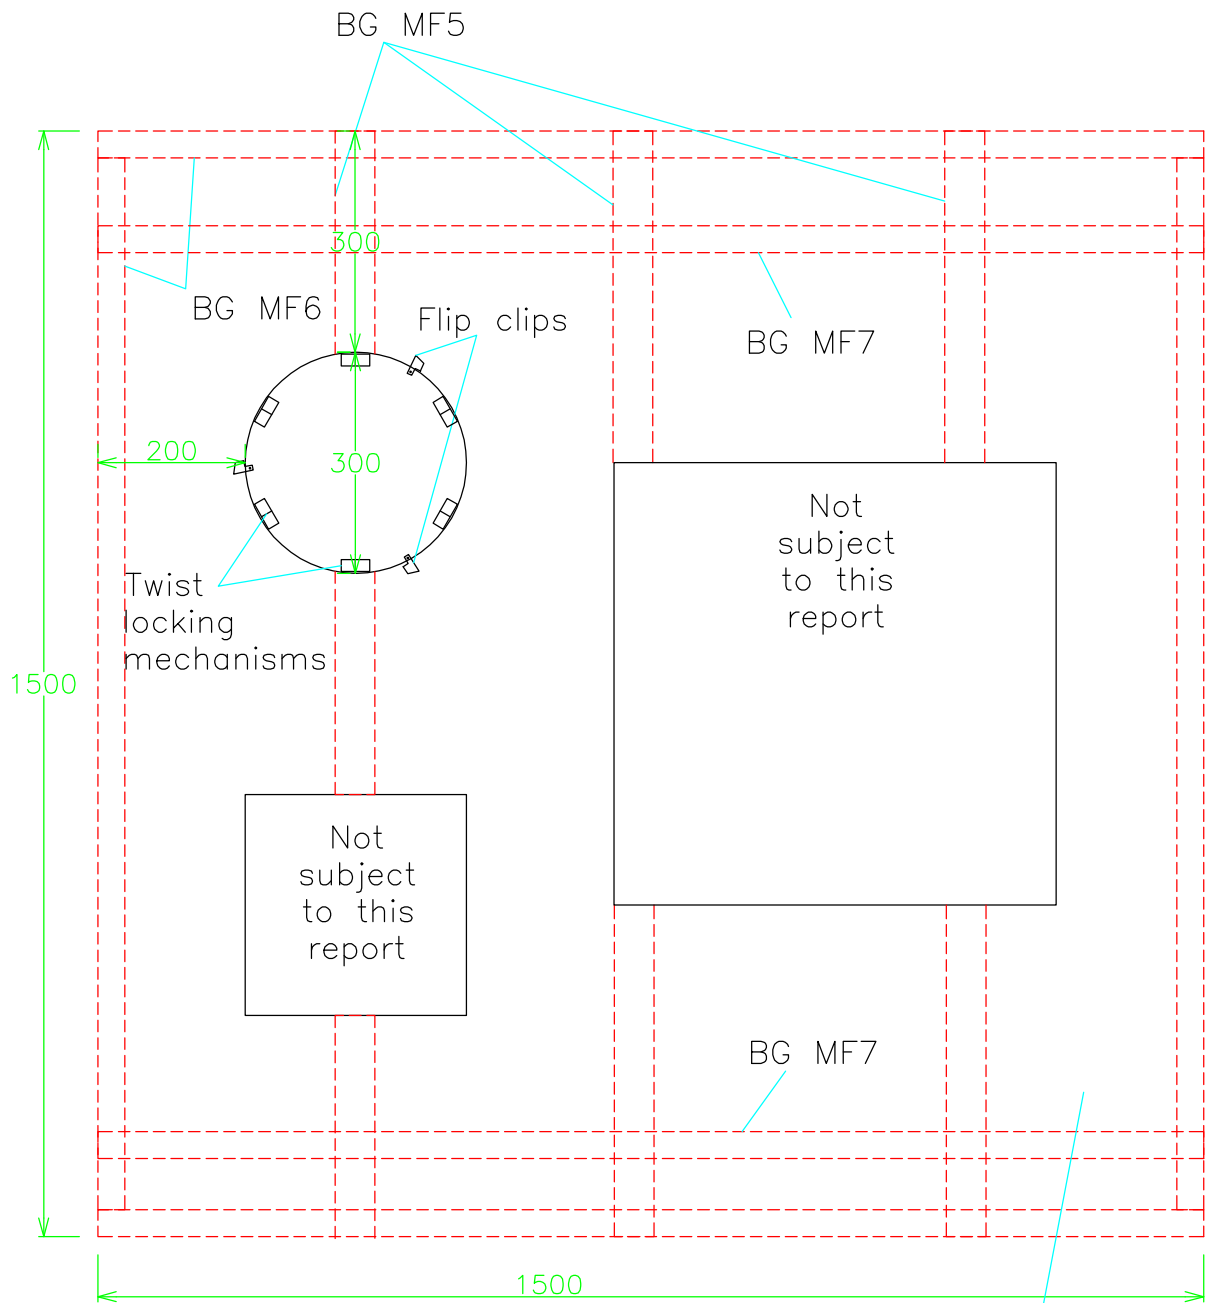 BG MF5
300
BG MF6
Flip clips
BG MF7
200
300
Not
subject
to this
report
Twist
locking
mechanisms
1500
Not
subject
to this
report
BG MF7
1500